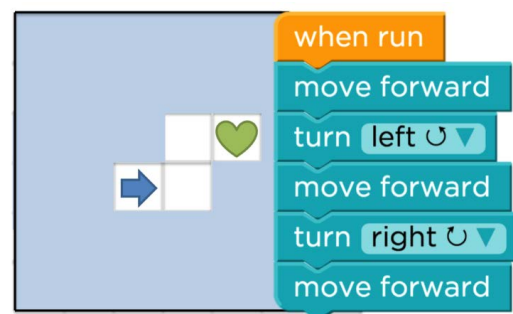 when run
move forward
turn left ↺ ▼
move forward
turn right ↻ ▼
move forward